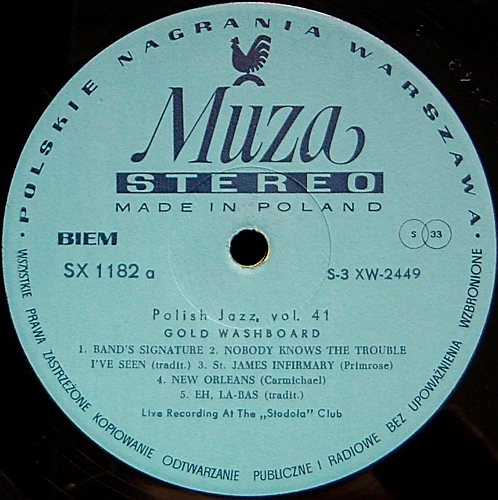 • POLSKIE NAGRANIA WARSZAWA •
Muza
STEREO
MADE IN POLAND
BIEM
S 33
SX 1182 a
S-3 XW-2449
Polish Jazz, vol. 41
GOLD WASHBOARD
1. BAND'S SIGNATURE 2. NOBODY KNOWS THE TROUBLE
I'VE SEEN (tradit.) 3. St. JAMES INFIRMARY (Primrose)
4. NEW ORLEANS (Carmichael)
5. EH, LA-BAS (tradit.)
Live Recording At The „Stodoła" Club
WSZYSTKIE PRAWA ZASTRZEŻONE KOPIOWANIE ODTWARZANIE PUBLICZNE I RADIOWE BEZ UPOWAŻNIENIA WZBRONIONE